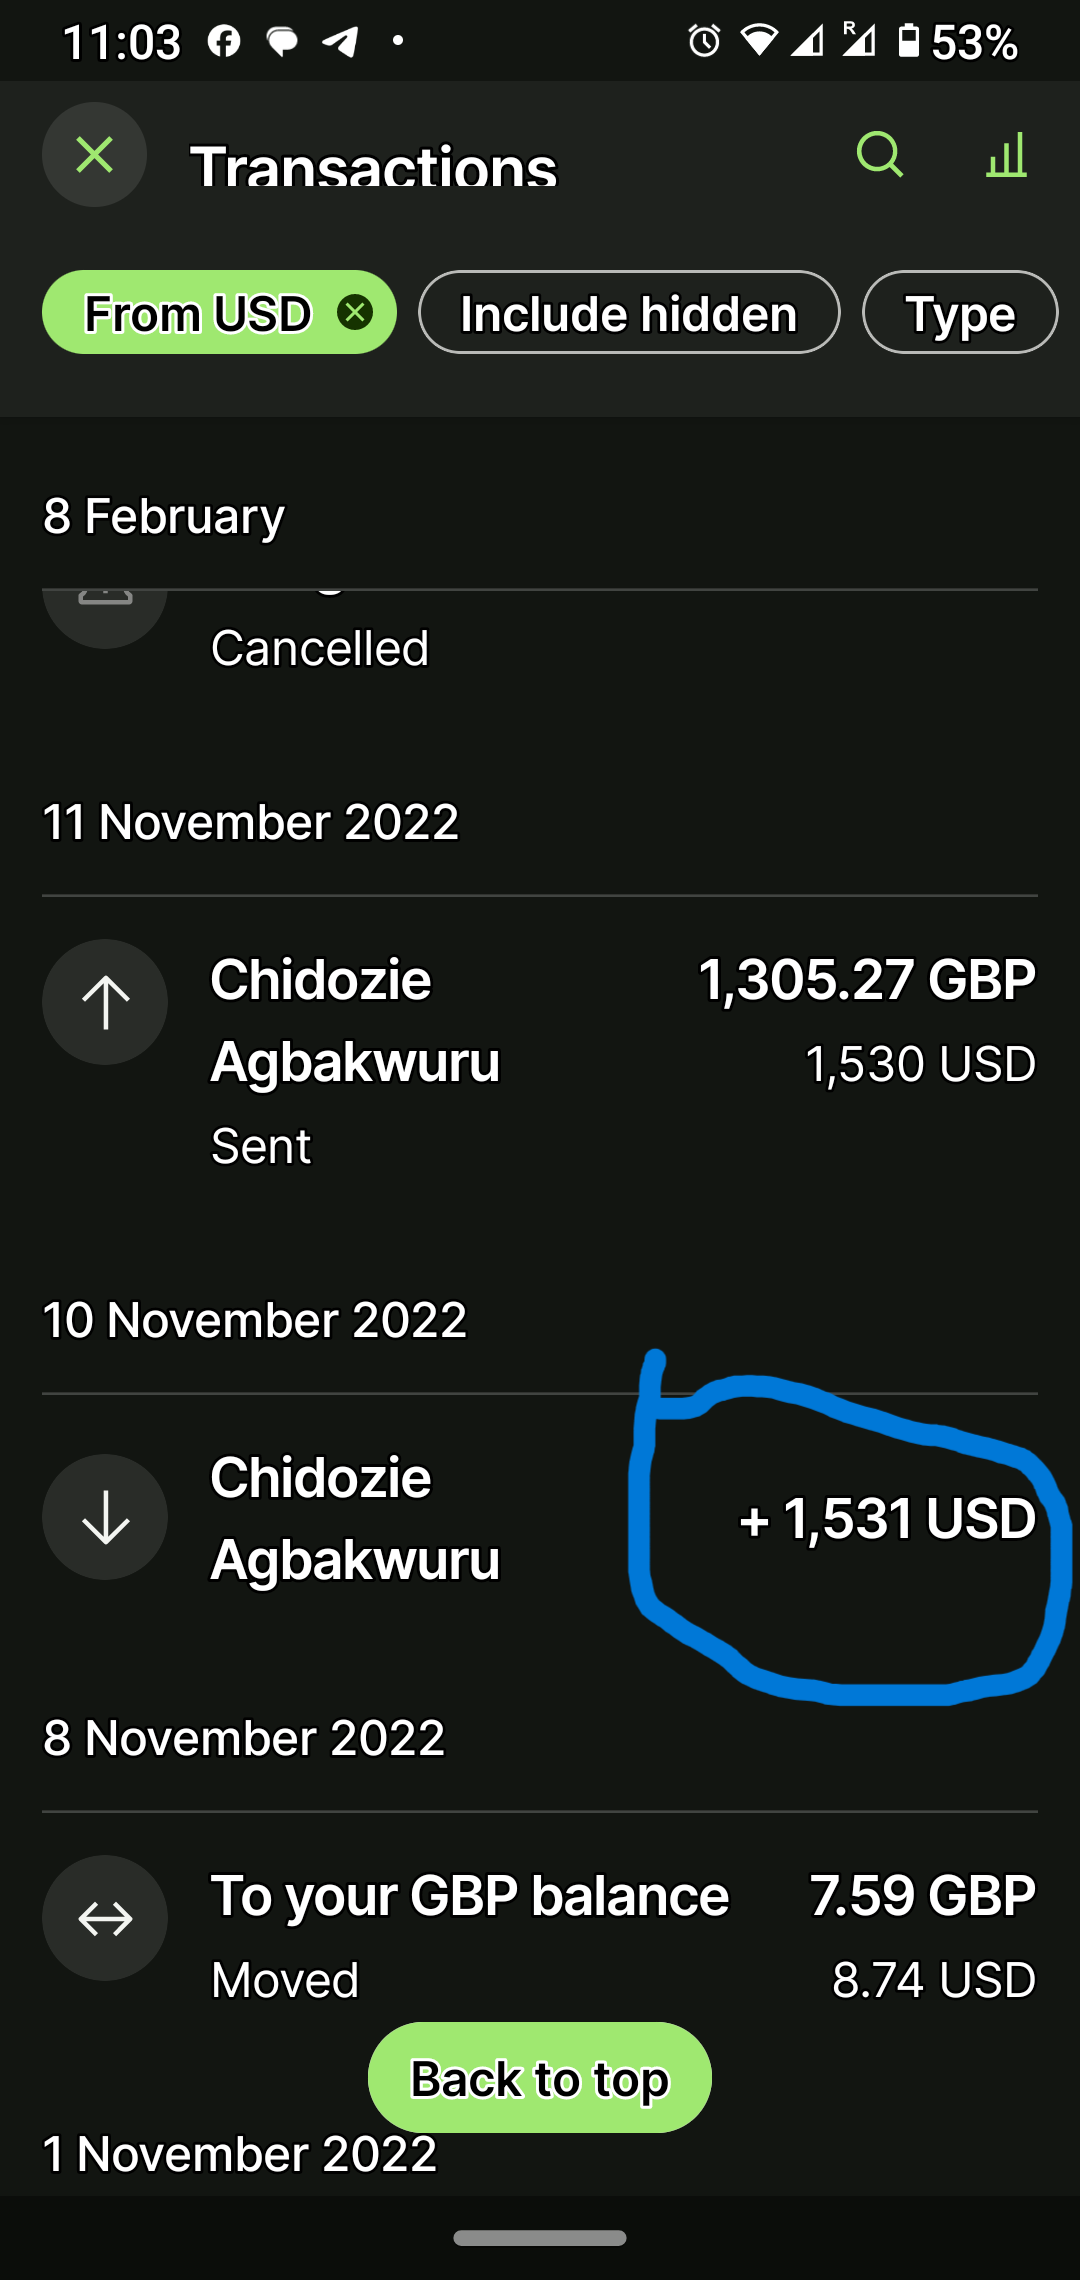 11:03 53%
Transactions
From USD Include hidden Type
8 February
Cancelled
11 November 2022
Chidozie 1,305.27 GBP
Agbakwuru 1,530 USD
Sent
10 November 2022
Chidozie
+ 1,531 USD
Agbakwuru
8 November 2022
To your GBP balance 7.59 GBP
Moved 8.74 USD
Back to top
1 November 2022